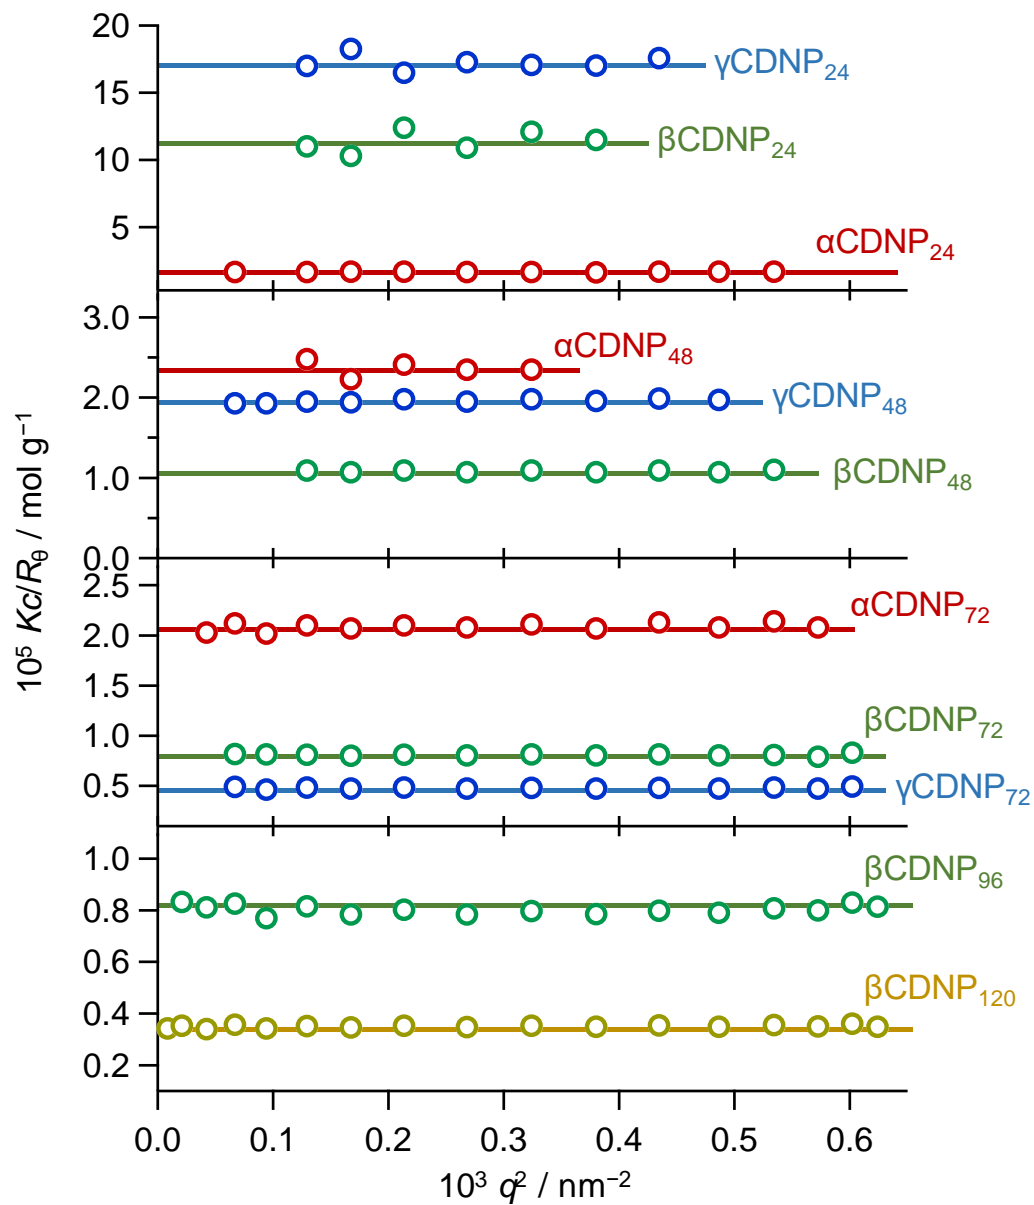 20
γCDNP₂₄
15
βCDNP₂₄
10
5
αCDNP₂₄
3.0
αCDNP₄₈
2.0
γCDNP₄₈
1.0
βCDNP₄₈
0.0
2.5
αCDNP₇₂
2.0
1.5
1.0
βCDNP₇₂
0.5
γCDNP₇₂
1.0
βCDNP₉₆
0.8
0.6
βCDNP₁₂₀
0.4
0.2
0.0 0.1 0.2 0.3 0.4 0.5 0.6
10³ q² / nm⁻²
10⁵ Kc/R_θ / mol g⁻¹